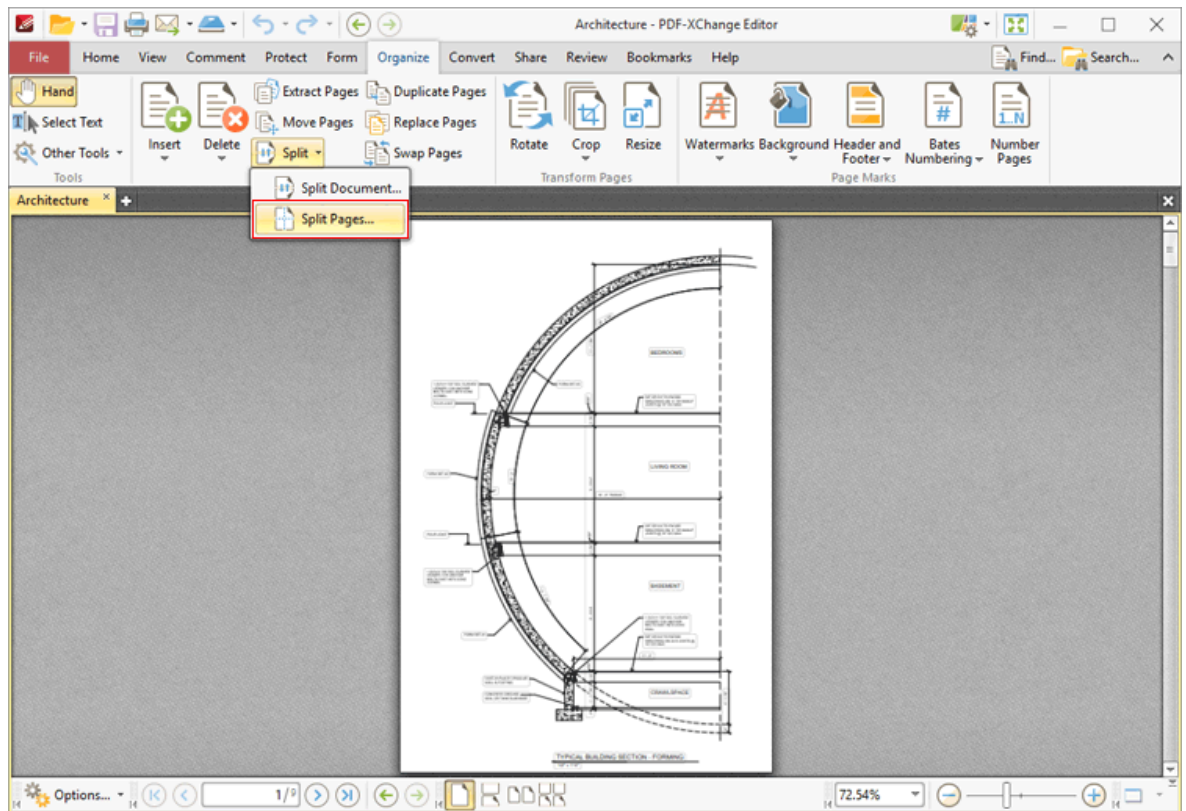 Architecture - PDF-XChange Editor
File Home View Comment Protect Form Organize Convert Share Review Bookmarks Help Find... Search...
Hand
Select Text
Other Tools
Tools
Insert
Delete
Extract Pages
Move Pages
Split
Duplicate Pages
Replace Pages
Swap Pages
Rotate
Crop
Resize
Transform Pages
Watermarks
Background
Header and
Footer
Bates
Numbering
1..N
Number
Pages
Page Marks
Split Document...
Split Pages...
Architecture
BEDROOMS
LIVING ROOM
BASEMENT
CRAWLSPACE
TYPICAL BUILDING SECTION - FORMING
Options...
1/9
72.54%